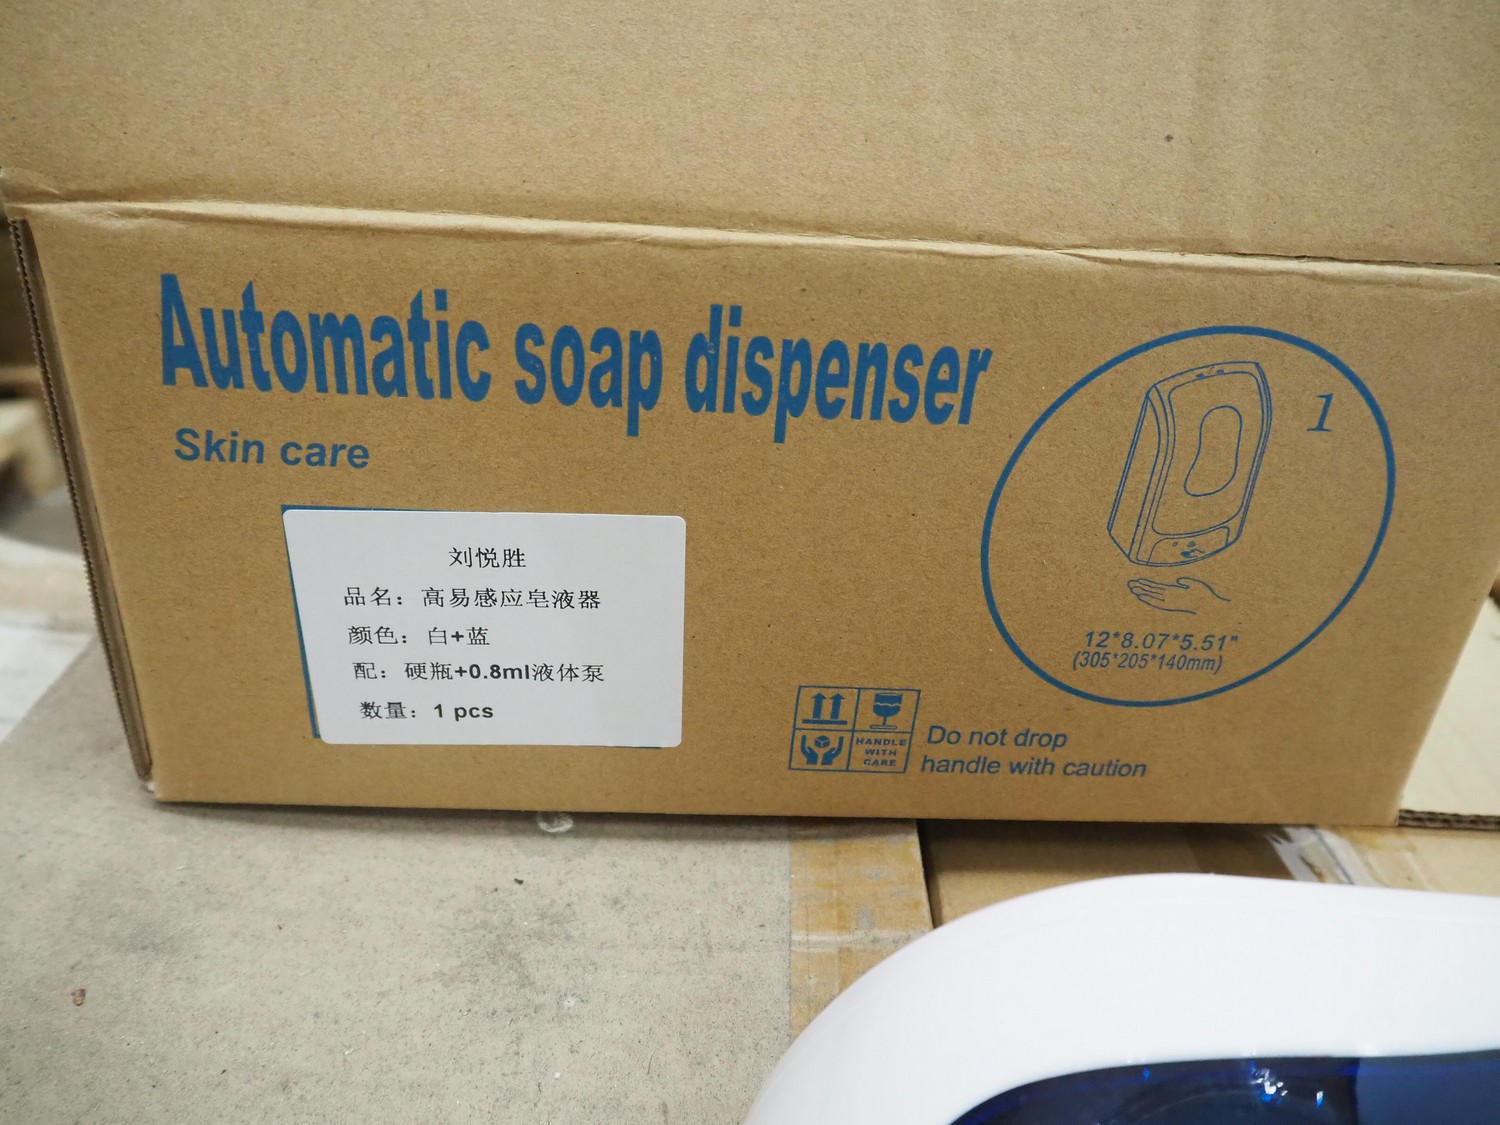 Automatic soap dispenser
Skin care
刘悦胜
品名：高易感应皂液器
颜色：白+蓝
配：硬瓶+0.8ml液体泵
数量：1 pcs
1
12*8.07*5.51"
(305*205*140mm)
HANDLE
WITH
CARE
Do not drop
handle with caution